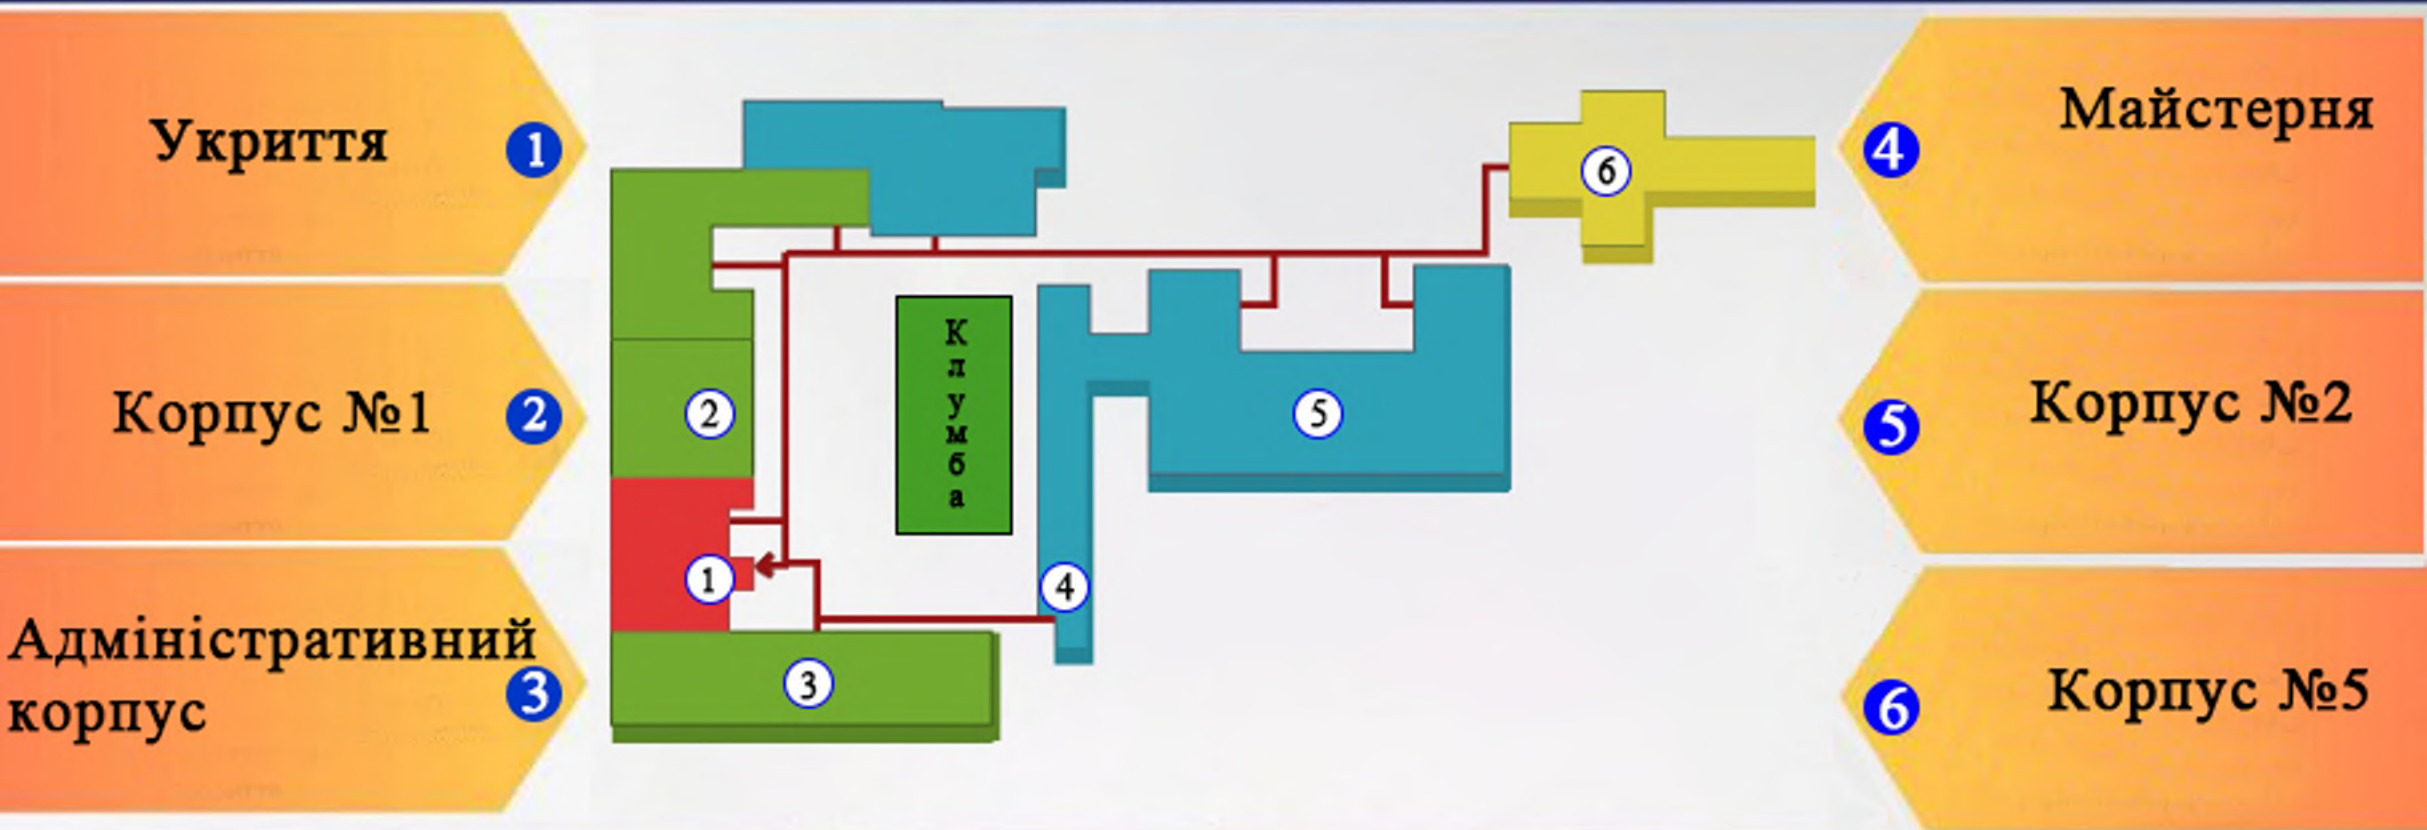 Укриття 1
Корпус №1 2
Адміністративний
корпус 3
6
К
л
у
м
б
а
2
5
1
4
3
4 Майстерня
5 Корпус №2
6 Корпус №5